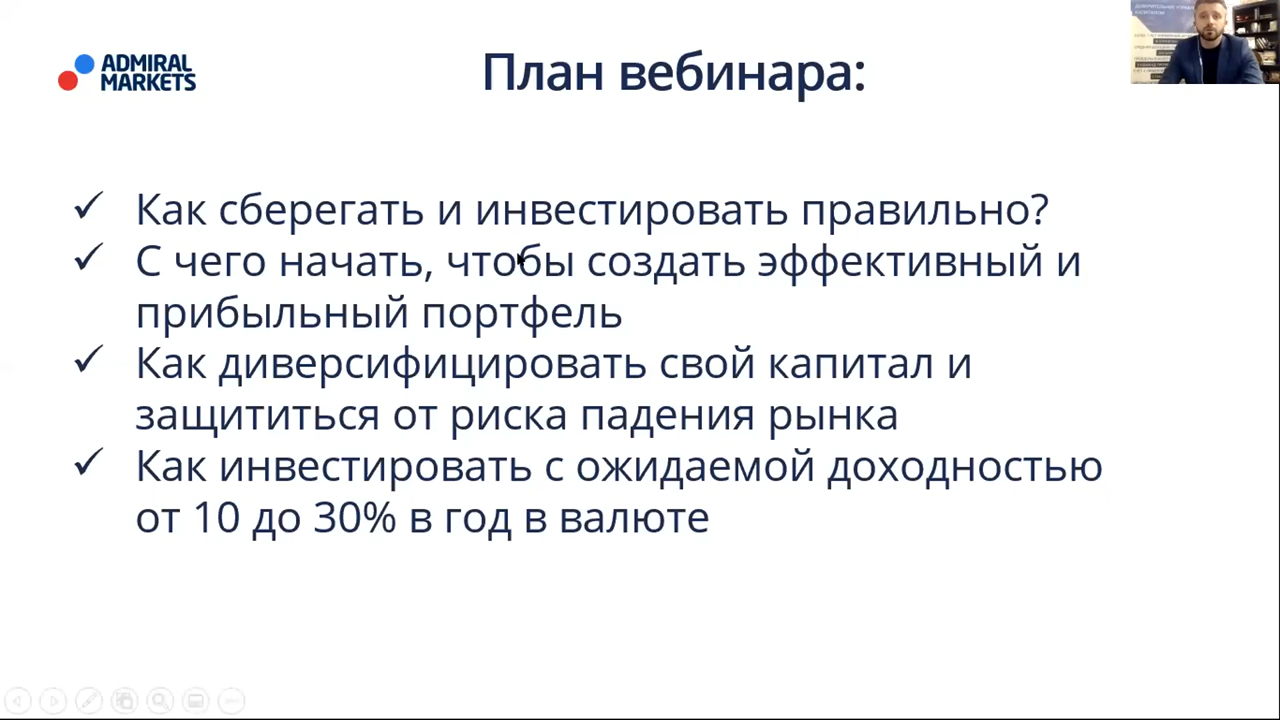 ADMIRAL
MARKETS
План вебинара:
✓ Как сберегать и инвестировать правильно?
✓ С чего начать, чтобы создать эффективный и
прибыльный портфель
✓ Как диверсифицировать свой капитал и
защититься от риска падения рынка
✓ Как инвестировать с ожидаемой доходностью
от 10 до 30% в год в валюте